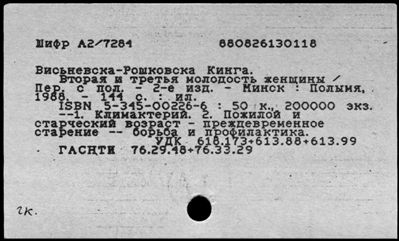 Шифр А2/7284 880826130118
Висьневска-Рошковска Кинга.
Вторая и третья молодость женщины /
Пер. с пол. - 2-е изд. - Минск : Полымя,
1988. - 144 с. : ил.
ISBN 5-345-00226-6 : 50 к., 200000 экз.
--1. Климактерий. 2. Пожилой и
старческий возраст - преждевременное
старение -- борьба и профилактика.
УДК 618.173+613.88+613.99
ГАСНТИ 76.29.48+76.33.29
гк.